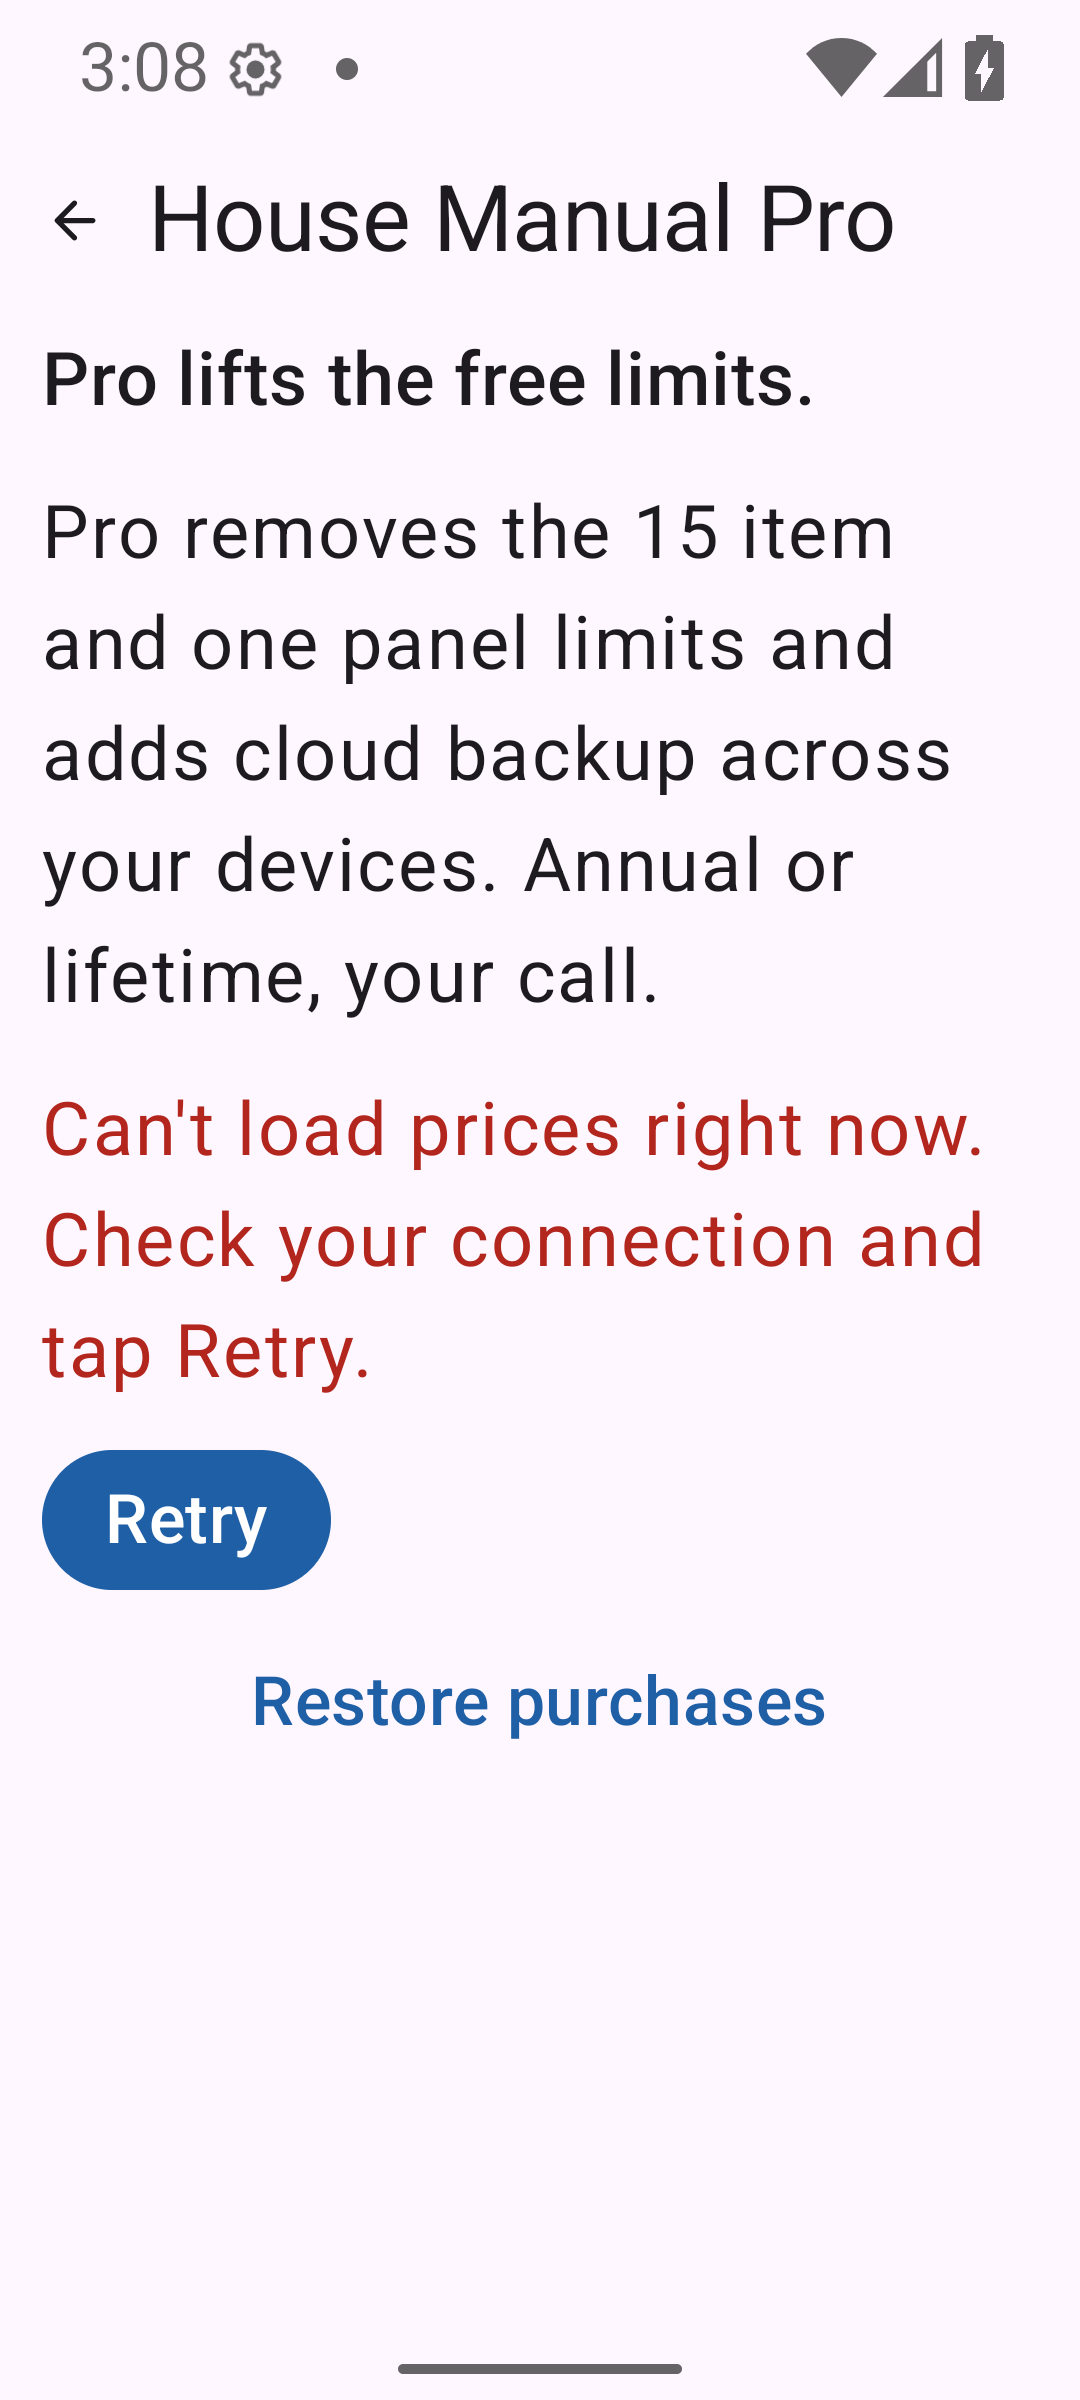 3:08
House Manual Pro
Pro lifts the free limits.
Pro removes the 15 item
and one panel limits and
adds cloud backup across
your devices. Annual or
lifetime, your call.
Can't load prices right now.
Check your connection and
tap Retry.
Retry
Restore purchases